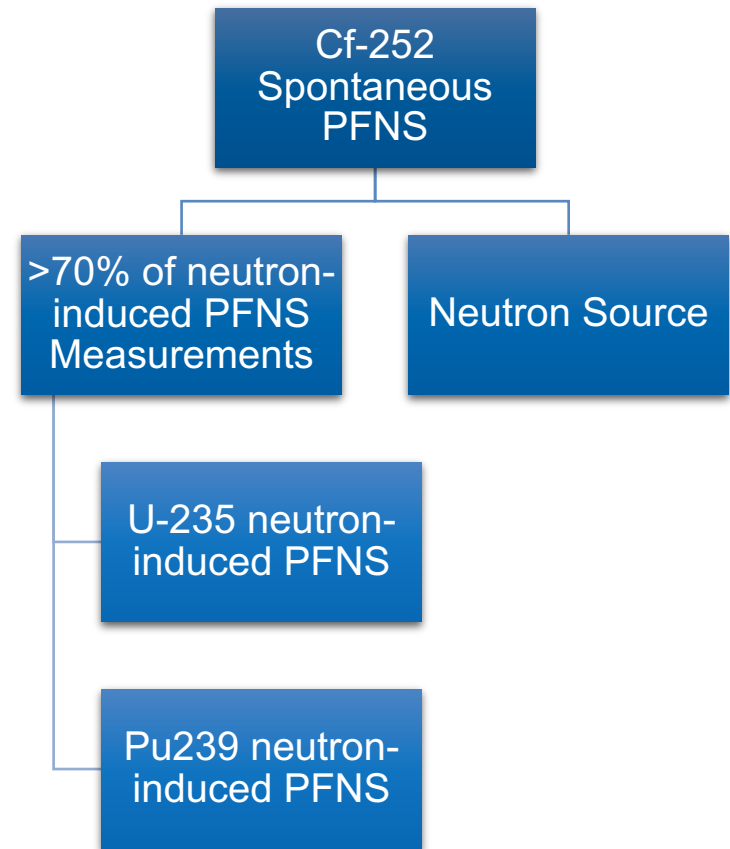 Cf-252
Spontaneous
PFNS
>70% of neutron-
induced PFNS
Measurements
Neutron Source
U-235 neutron-
induced PFNS
Pu239 neutron-
induced PFNS